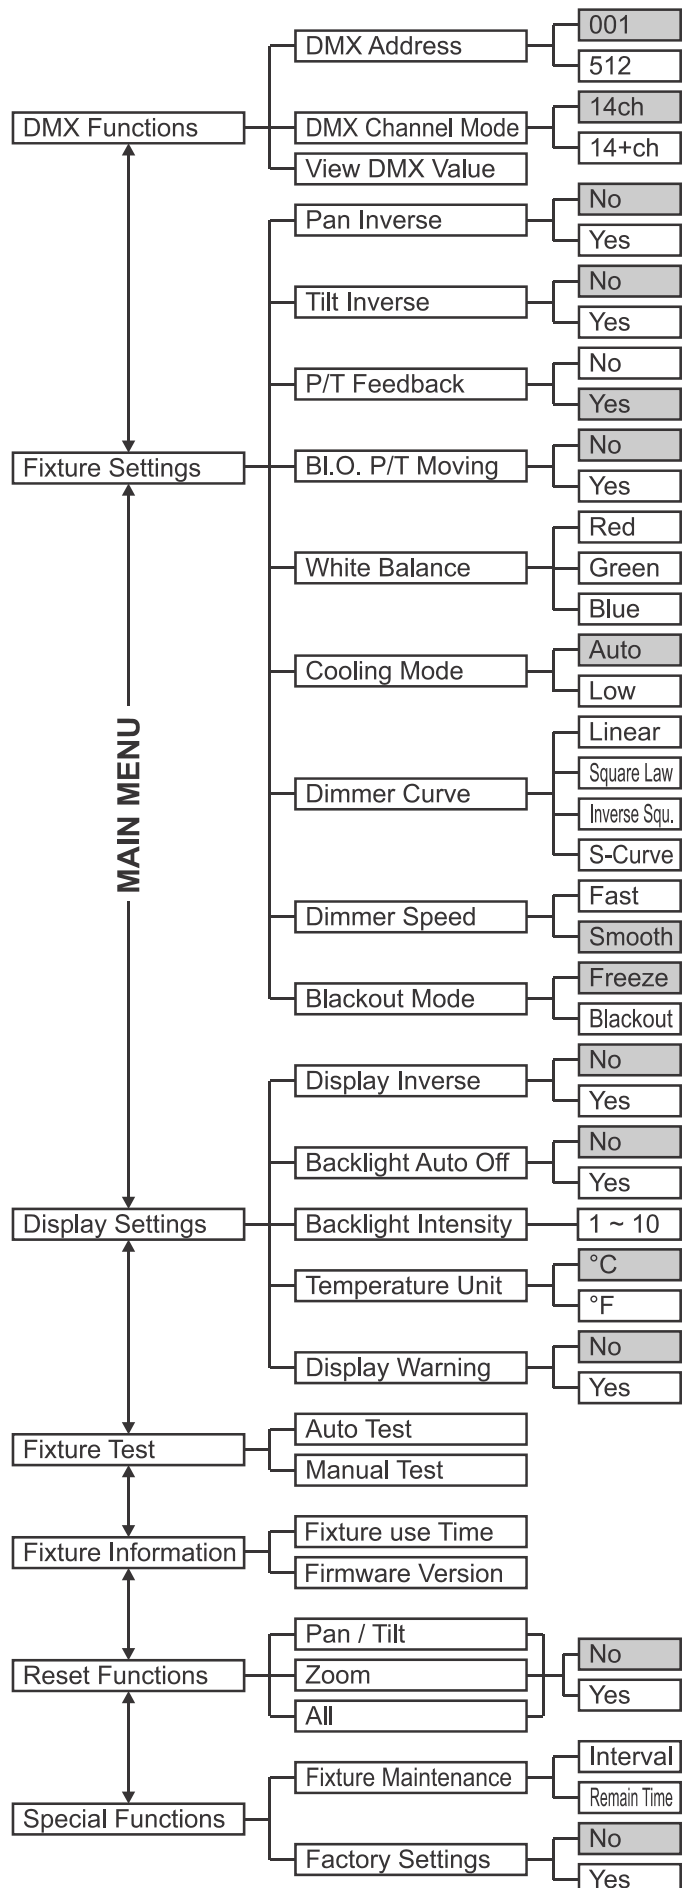 DMX Address
001
512
DMX Functions
DMX Channel Mode
14ch
14+ch
View DMX Value
Pan Inverse
No
Yes
Tilt Inverse
No
Yes
P/T Feedback
No
Yes
Fixture Settings
BI.O. P/T Moving
No
Yes
White Balance
Red
Green
Blue
Cooling Mode
Auto
Low
MAIN MENU
Dimmer Curve
Linear
Square Law
Inverse Squ.
S-Curve
Dimmer Speed
Fast
Smooth
Blackout Mode
Freeze
Blackout
Display Inverse
No
Yes
Backlight Auto Off
No
Yes
Display Settings
Backlight Intensity
1 ~ 10
Temperature Unit
°C
°F
Display Warning
No
Yes
Fixture Test
Auto Test
Manual Test
Fixture Information
Fixture use Time
Firmware Version
Reset Functions
Pan / Tilt
Zoom
All
No
Yes
Special Functions
Fixture Maintenance
Interval
Remain Time
Factory Settings
No
Yes